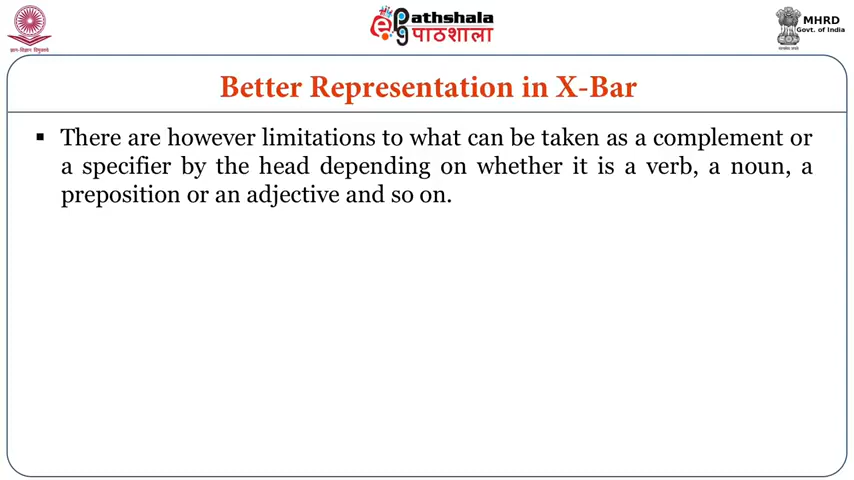 ePgathshala
पाठशाला
MHRD
Govt. of India
ज्ञान-विज्ञान विमुक्तये
Better Representation in X-Bar
▪ There are however limitations to what can be taken as a complement or
a specifier by the head depending on whether it is a verb, a noun, a
preposition or an adjective and so on.